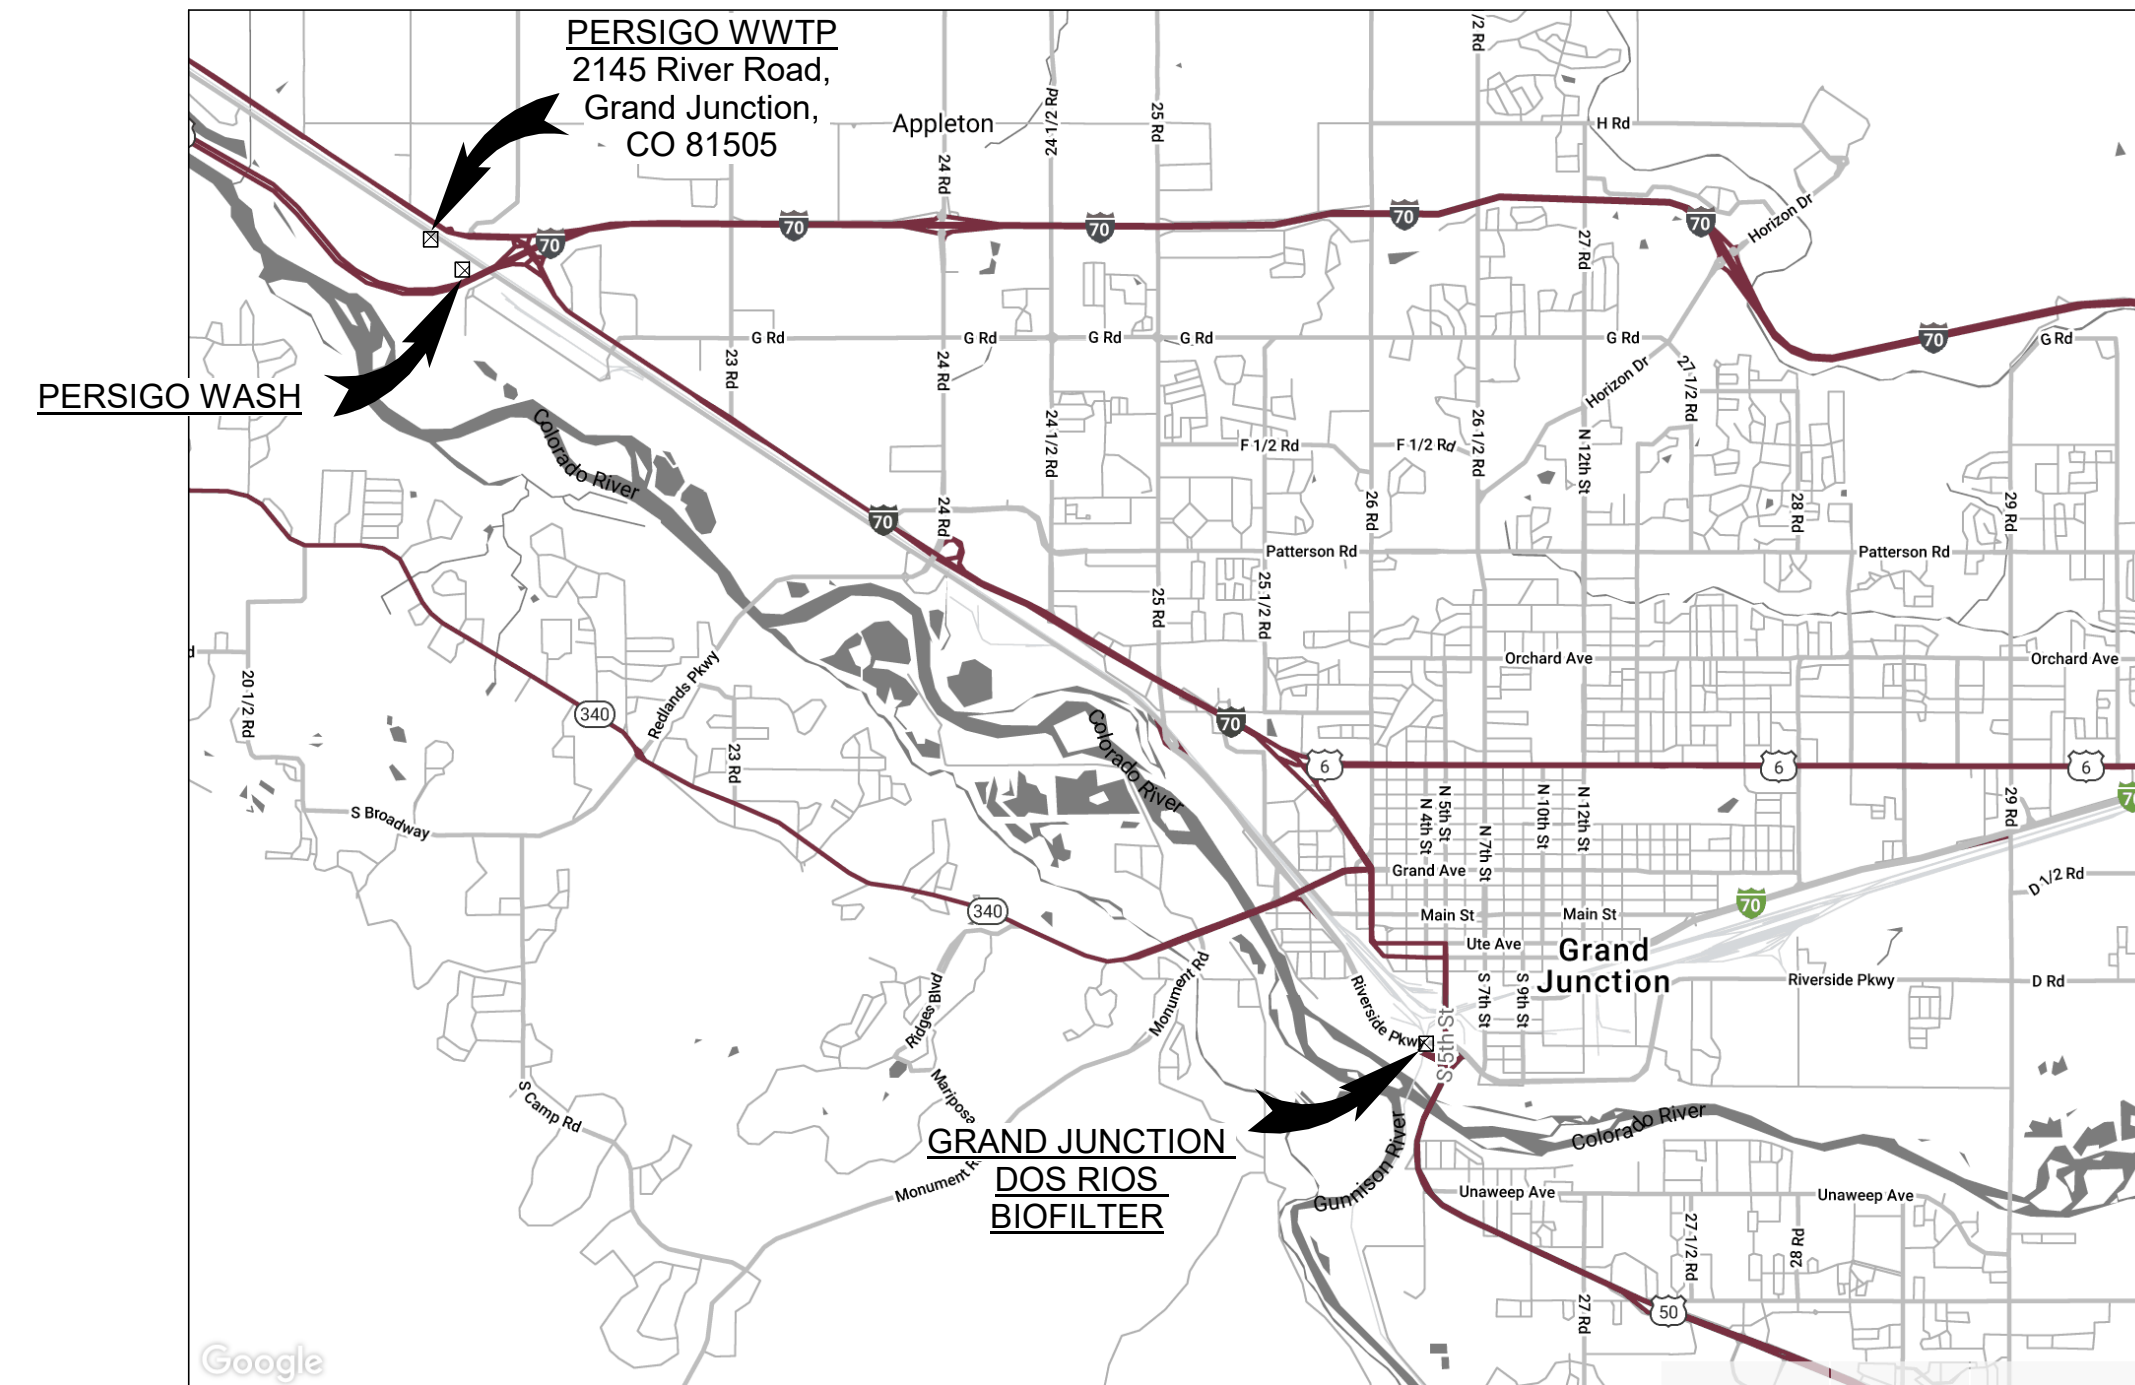 PERSIGO WWTP
2145 River Road,
Grand Junction,
CO 81505
/2 Rd
Appleton
24 1/2 Rd
25 Rd
H Rd
24 Rd
70
70
70
70
70
Horizon Dr
27 Rd
G Rd
G Rd
G Rd
G Rd
G Rd
70
G Rd
23 Rd
24 Rd
Horizon Dr
27 1/2 Rd
PERSIGO WASH
Colorado River
24 1/2 Rd
F 1/2 Rd
F 1/2 Rd
26 1/2 Rd
N 12th St
70
24 Rd
26 Rd
28 Rd
29 Rd
Patterson Rd
Patterson Rd
25 Rd
25 1/2 Rd
d
20 1/2 Rd
Redlands Pkwy
Orchard Ave
Orchard Ave
340
23 Rd
Colorado River
70
6
6
6
S Broadway
N 4th St
N 5th St
N 7th St
N 10th St
N 12th St
29 Rd
70
Grand Ave
D 1/2 Rd
340
70
Main St
Main St
Ute Ave
Grand
Junction
Ridges Blvd
Monument Rd
Riverside Pkwy
S 5th St
S 7th St
S 9th St
Riverside Pkwy
D Rd
S Camp Rd
Mariposa
GRAND JUNCTION
DOS RIOS
BIOFILTER
Monument R
Gunnison River
Colorado River
Unaweep Ave
Unaweep Ave
27 1/2 Rd
28 Rd
27 Rd
50
Google